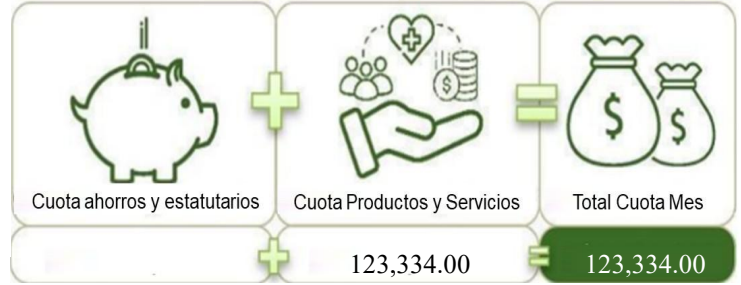 Cuota ahorros y estatutarios
Cuota Productos y Servicios
Total Cuota Mes
123,334.00
123,334.00